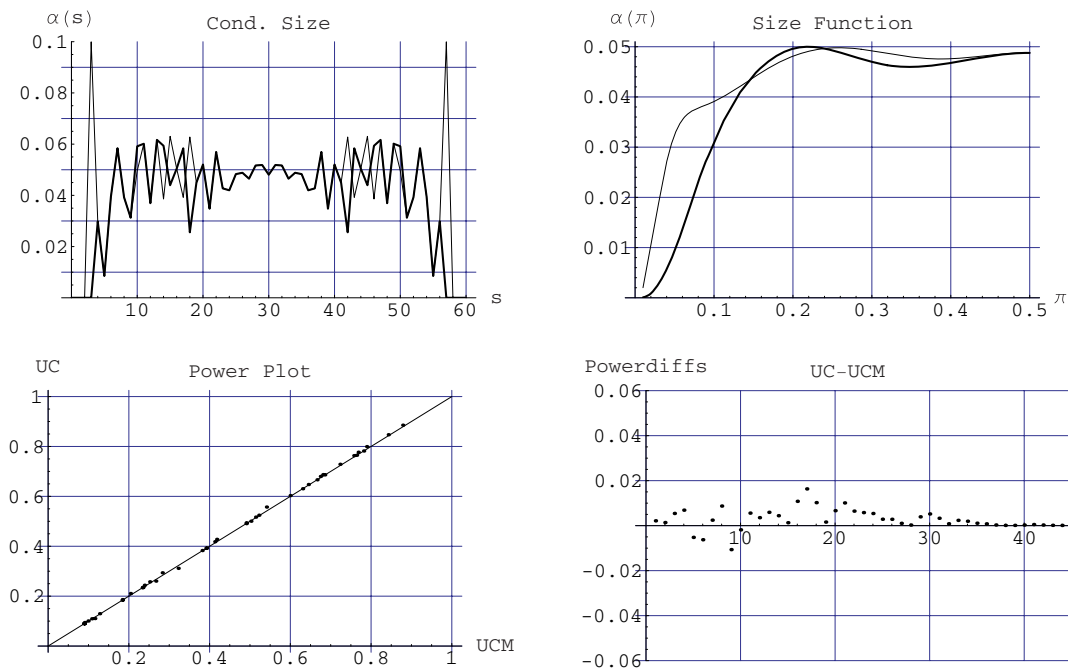 α(s)
Cond. Size
0.1
0.08
0.06
0.04
0.02
10 20 30 40 50 60
s
α(π)
Size Function
0.05
0.04
0.03
0.02
0.01
0.1 0.2 0.3 0.4 0.5
π
UC
Power Plot
1
0.8
0.6
0.4
0.2
0.2 0.4 0.6 0.8 1
UCM
Powerdiffs
UC-UCM
0.06
0.04
0.02
10 20 30 40
-0.02
-0.04
-0.06